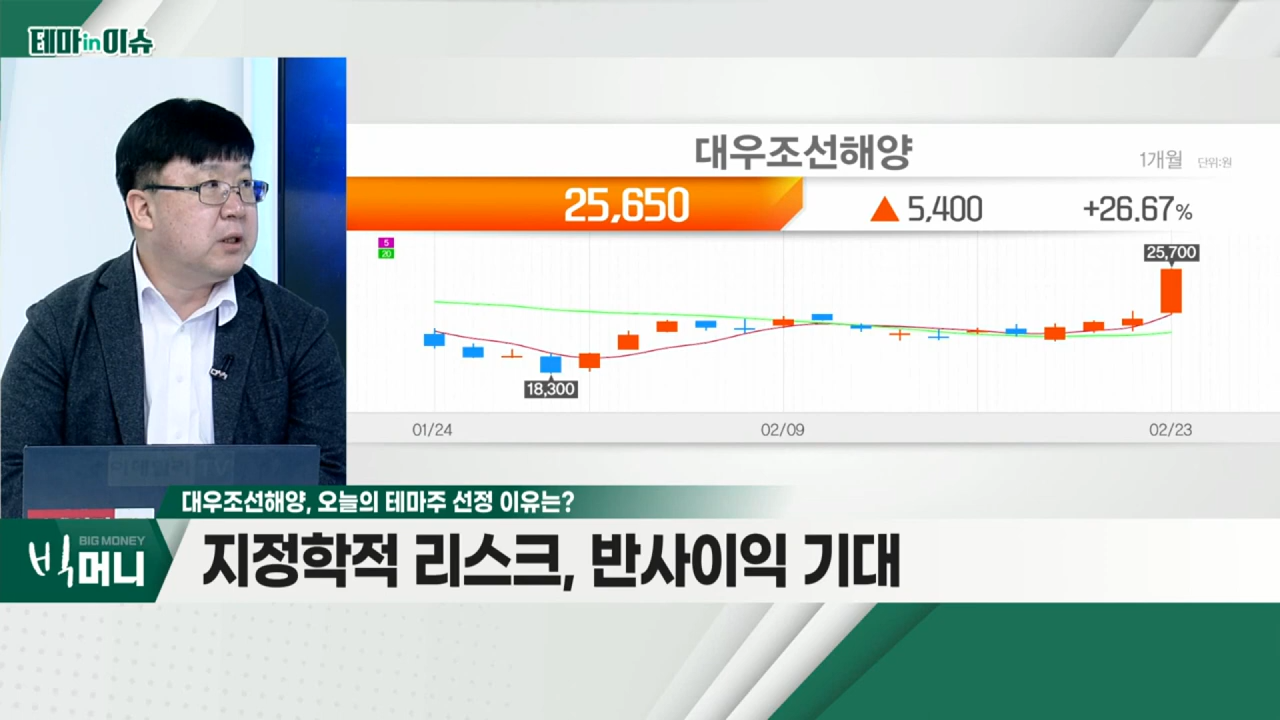 테마in이슈
대우조선해양
1개월 단위:원
25,650 ▲ 5,400 +26.67%
5
20
25,700
18,300
01/24 02/09 02/23
대우조선해양, 오늘의 테마주 선정 이유는?
BIG MONEY
빅머니
지정학적 리스크, 반사이익 기대